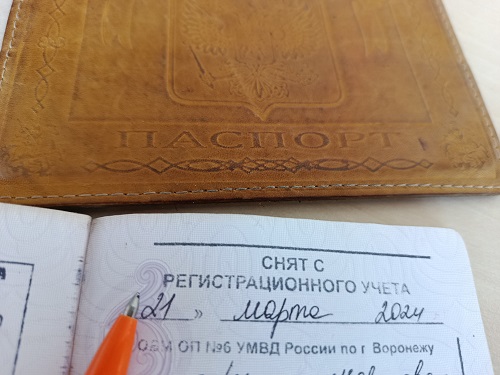 ПАСПОРТ
СНЯТ С
РЕГИСТРАЦИОННОГО УЧЕТА
21 » марта 2024
ОП №6 УМВД России по г Воронежу